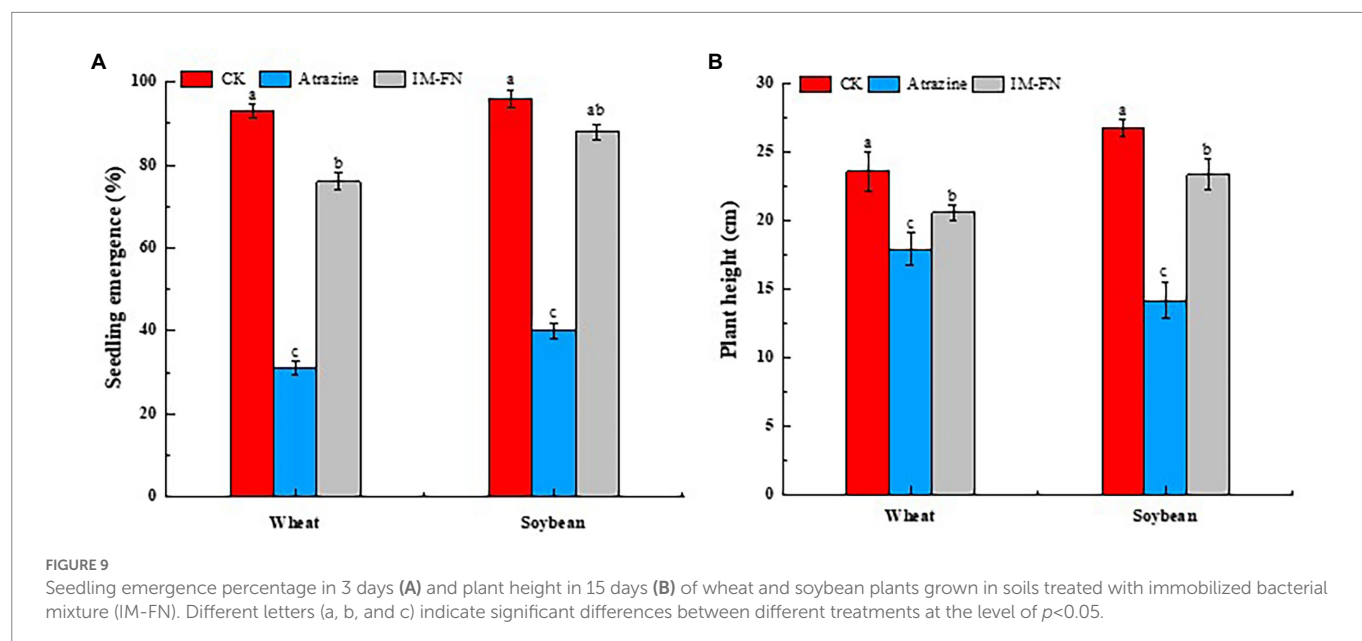 A
CK Atrazine IM-FN
Seedling emergence (%)
100
80
60
40
20
0
a
c
b
a
c
ab
Wheat Soybean
B
CK Atrazine IM-FN
Plant height (cm)
30
25
20
15
10
5
0
a
c
b
a
c
b
Wheat Soybean
FIGURE 9
Seedling emergence percentage in 3 days (A) and plant height in 15 days (B) of wheat and soybean plants grown in soils treated with immobilized bacterial
mixture (IM-FN). Different letters (a, b, and c) indicate significant differences between different treatments at the level of p<0.05.